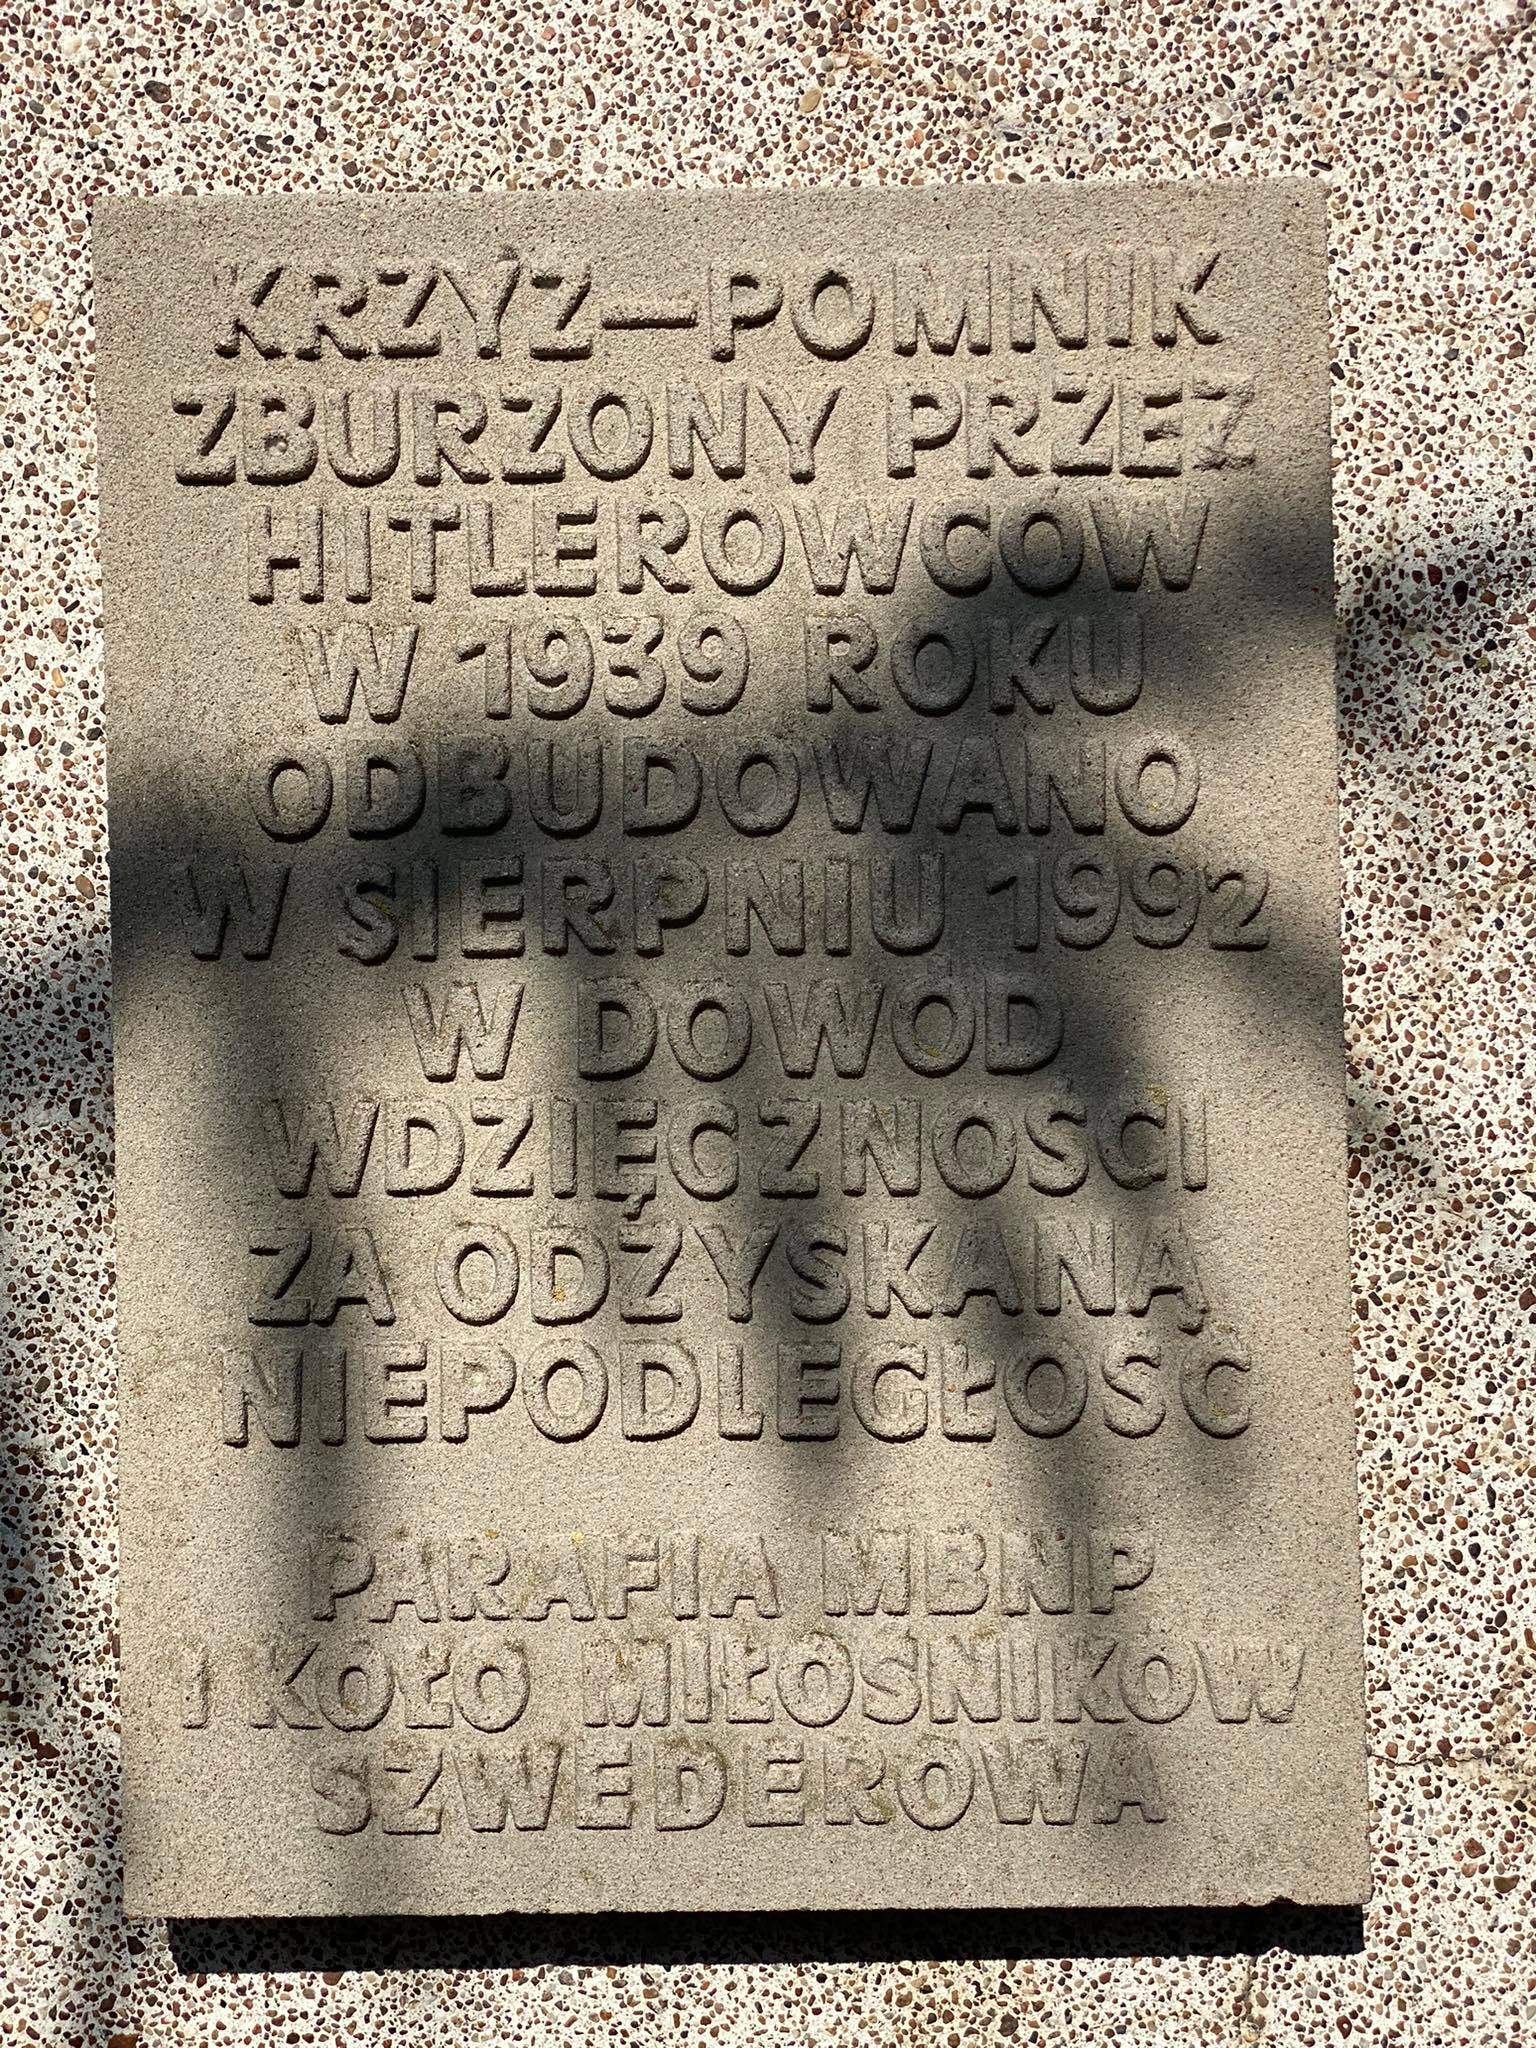 KRZYŻ—POMNIK
ZBURZONY PRZEZ
HITLEROWCÓW
W 1939 ROKU
ODBUDOWANO
W SIERPNIU 1992
W DOWÓD
WDZIĘCZNOŚCI
ZA ODZYSKANĄ
NIEPODLEGŁOŚĆ
PARAFIA MBNP
I KOŁO MIŁOŚNIKÓW
SZWEDEROWA